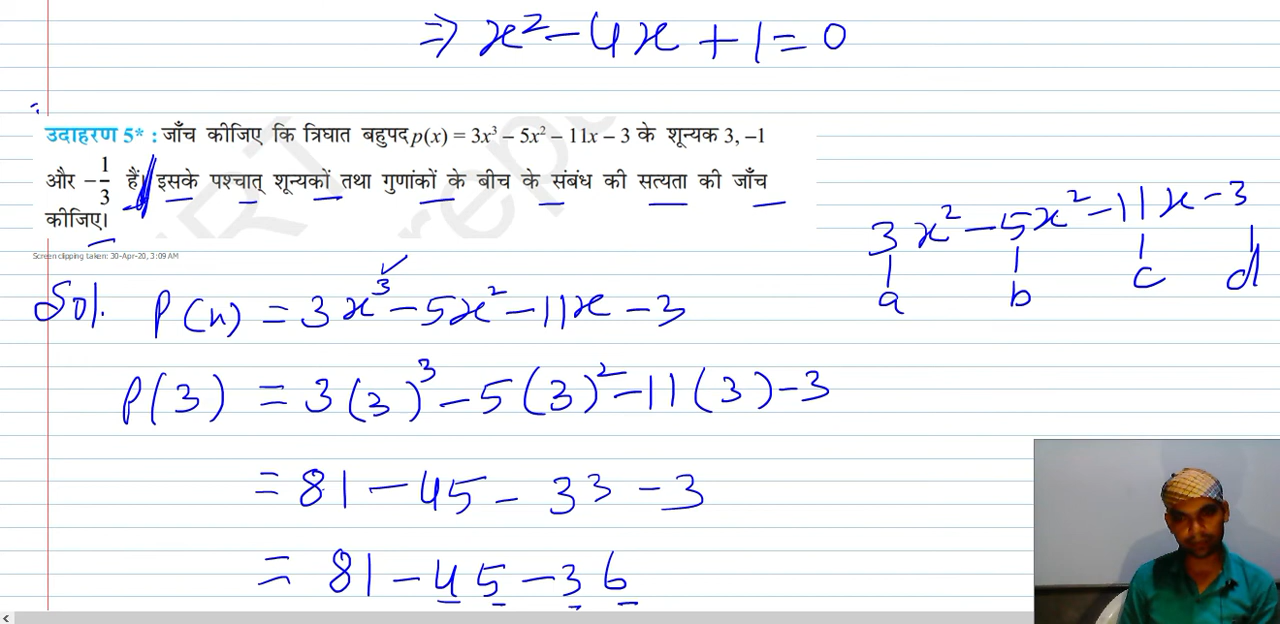 ⇒ x² - 4x + 1 = 0
उदाहरण 5* : जाँच कीजिए कि त्रिघात बहुपद p(x) = 3x³ – 5x² – 11x – 3 के शून्यक 3, –1
और –1/3 हैं। इसके पश्चात् शून्यकों तथा गुणांकों के बीच के संबंध की सत्यता की जाँच
कीजिए।
Screen clipping taken: 30-Apr-20, 3:09 AM
3x² - 5x² - 11x - 3
a b c d
Sol. P(x) = 3x³ - 5x² - 11x - 3
P(3) = 3(3)³ - 5(3)² - 11(3) - 3
= 81 - 45 - 33 - 3
= 81 - 45 - 36